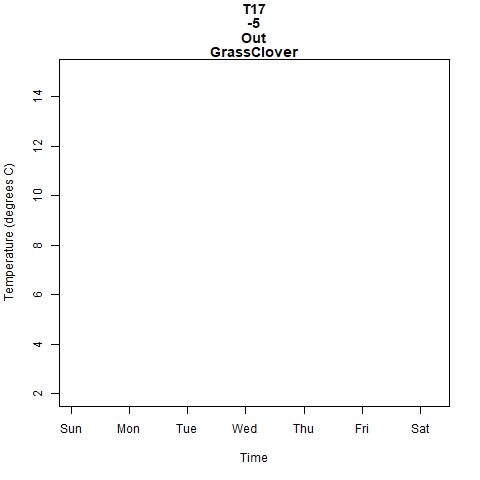 T17
-5
Out
GrassClover
Temperature (degrees C)
14
12
10
8
6
4
2
Sun Mon Tue Wed Thu Fri Sat
Time